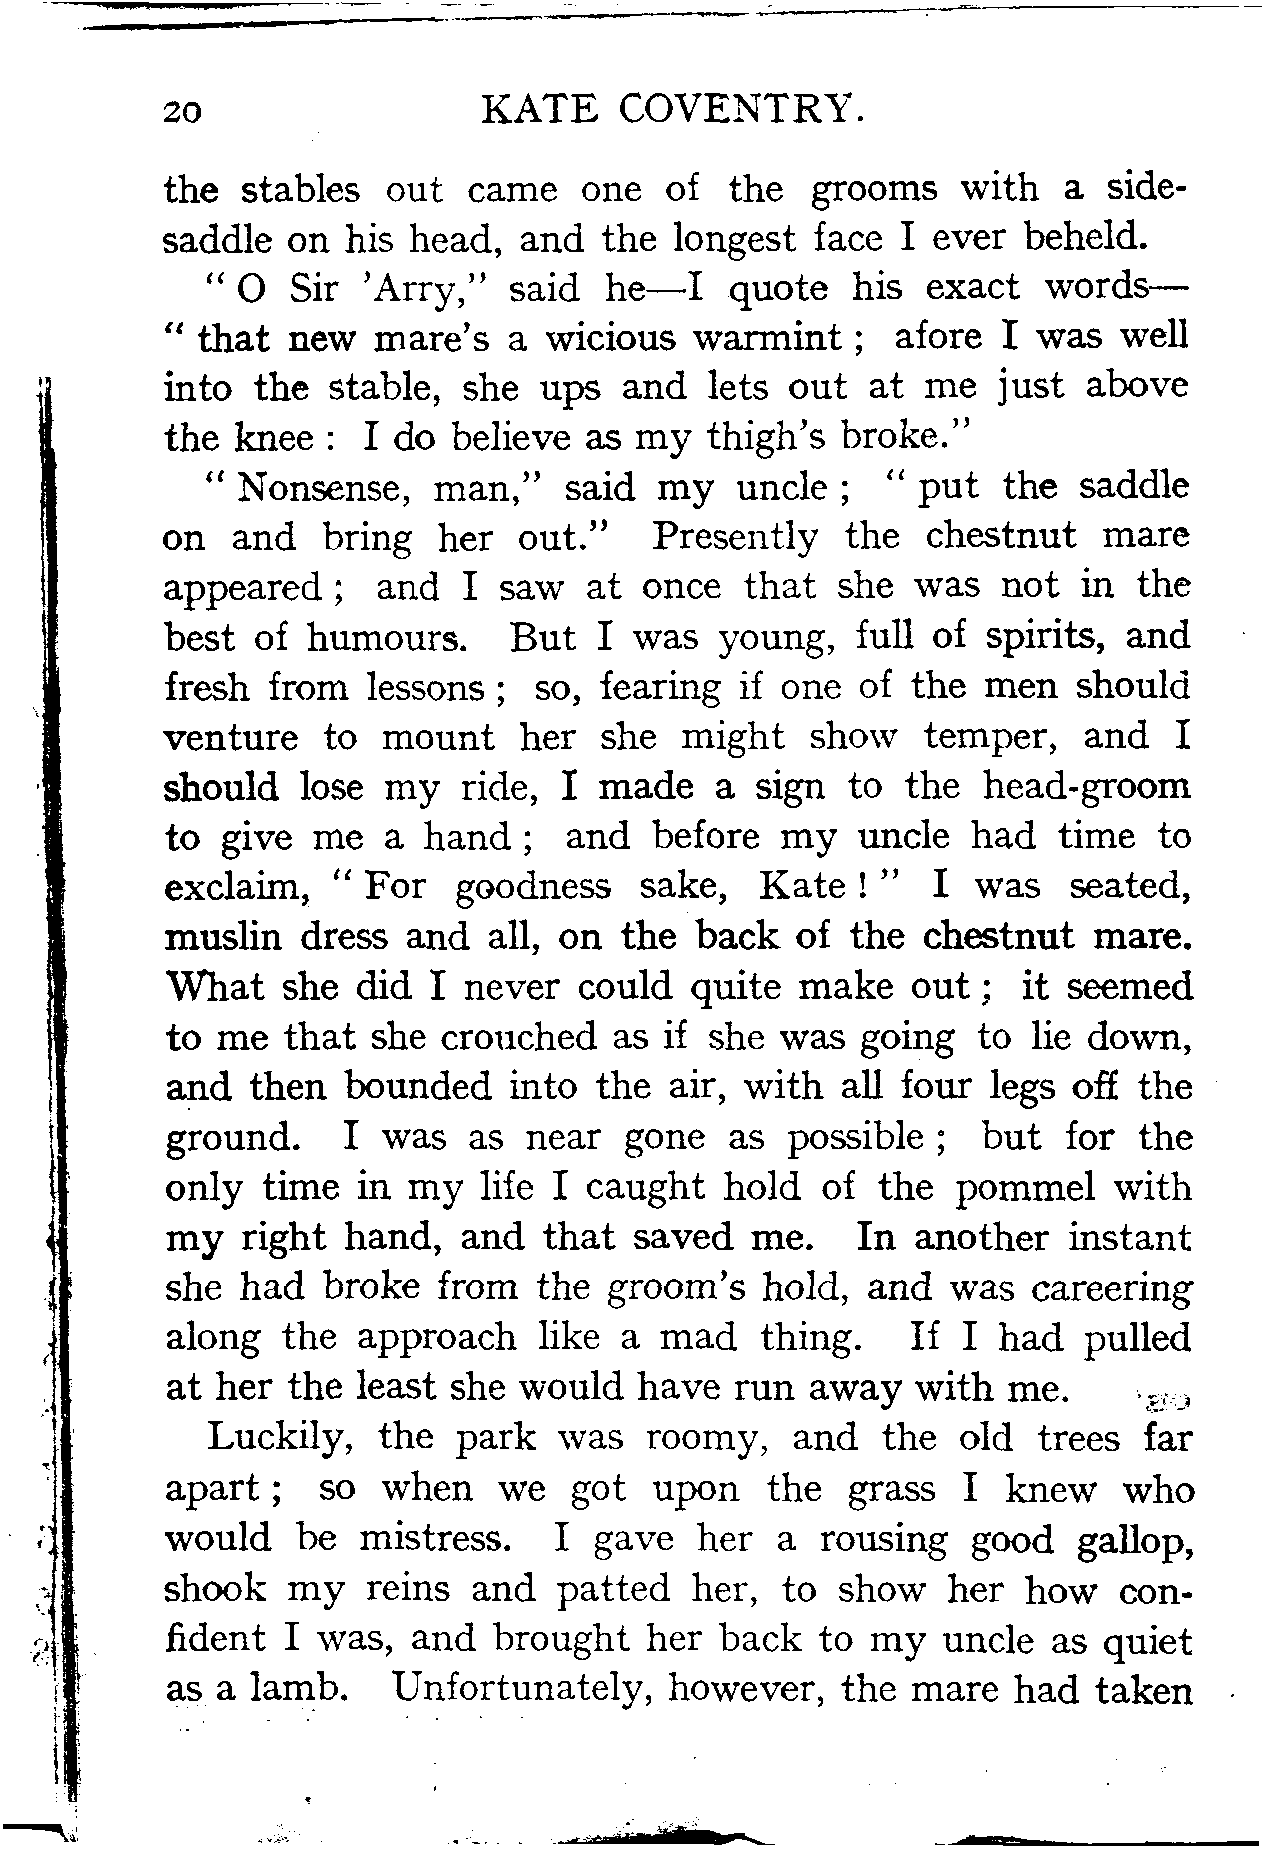 20 KATE COVENTRY.
the stables out came one of the grooms with a side-
saddle on his head, and the longest face I ever beheld.
" O Sir 'Arry," said he—I quote his exact words—
" that new mare's a wicious warmint ; afore I was well
into the stable, she ups and lets out at me just above
the knee : I do believe as my thigh's broke."
" Nonsense, man," said my uncle ; " put the saddle
on and bring her out." Presently the chestnut mare
appeared ; and I saw at once that she was not in the
best of humours. But I was young, full of spirits, and
fresh from lessons ; so, fearing if one of the men should
venture to mount her she might show temper, and I
should lose my ride, I made a sign to the head-groom
to give me a hand ; and before my uncle had time to
exclaim, " For goodness sake, Kate ! " I was seated,
muslin dress and all, on the back of the chestnut mare.
What she did I never could quite make out ; it seemed
to me that she crouched as if she was going to lie down,
and then bounded into the air, with all four legs off the
ground. I was as near gone as possible ; but for the
only time in my life I caught hold of the pommel with
my right hand, and that saved me. In another instant
she had broke from the groom's hold, and was careering
along the approach like a mad thing. If I had pulled
at her the least she would have run away with me.
Luckily, the park was roomy, and the old trees far
apart ; so when we got upon the grass I knew who
would be mistress. I gave her a rousing good gallop,
shook my reins and patted her, to show her how con-
fident I was, and brought her back to my uncle as quiet
as a lamb. Unfortunately, however, the mare had taken